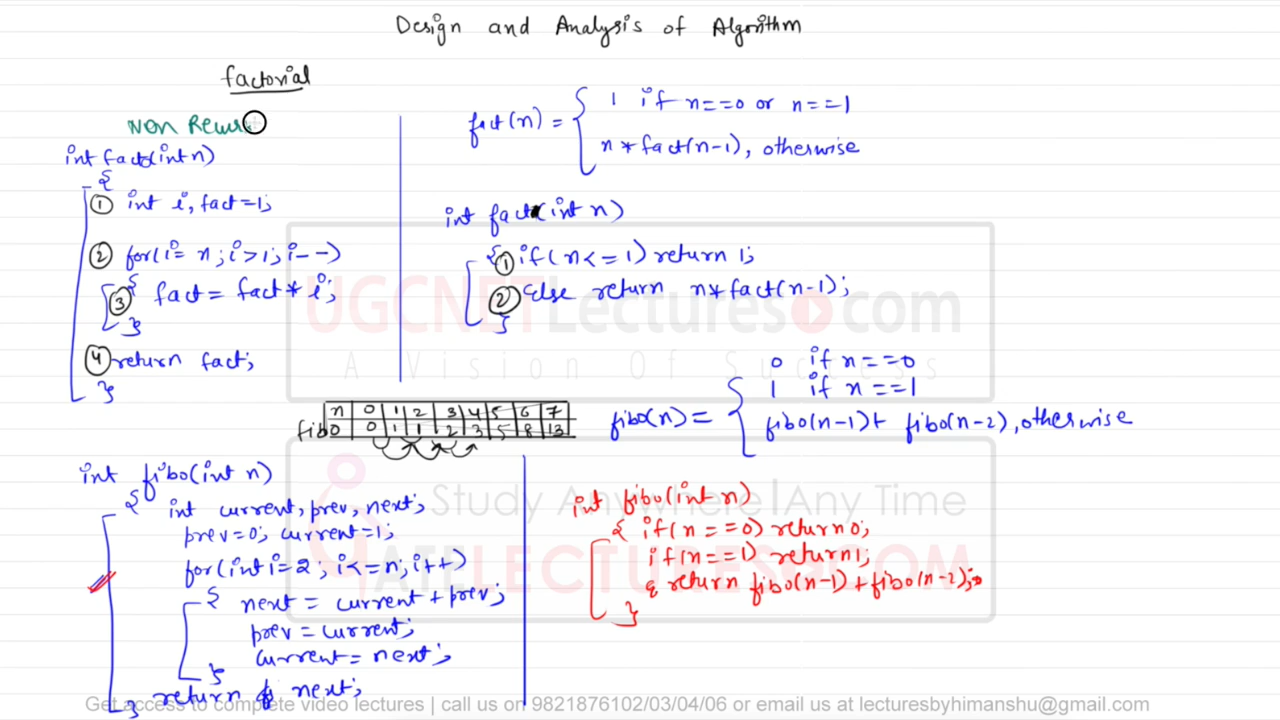 Design and Analysis of Algorithm
factorial
Non Recurs
int fact(int n)
{
① int i, fact=1;
② for(i= n; i>1; i--)
③ { fact = fact * i;
}
④ return fact;
}
fact(n) =
1 if n==0 or n==1
n * fact(n-1), otherwise
int fact(int n)
{
① if(n<=1) return 1;
② Else return n*fact(n-1);
}
n 0 1 2 3 4 5 6 7
fibo 0 0 1 1 2 3 5 8 13
fibo(n) =
0 if n==0
1 if n==1
fibo(n-1)+ fibo(n-2), otherwise
int fibo(int n)
{ int current, prev, next;
prev=0; current=1;
for(int i=2; i<=n; i++)
{ next = current + prev;
prev = current;
current = next;
}
return next;
}
int fibo(int n)
{ if(n==0) return 0;
if(n==1) return 1;
return fibo(n-1)+fibo(n-2);
}
UGCNETLectures.com
A Vision Of Success
Study Anywhere|Any Time
GATELECTURES.COM
Get access to complete video lectures | call us on 9821876102/03/04/06 or email us at lecturesbyhimanshu@gmail.com